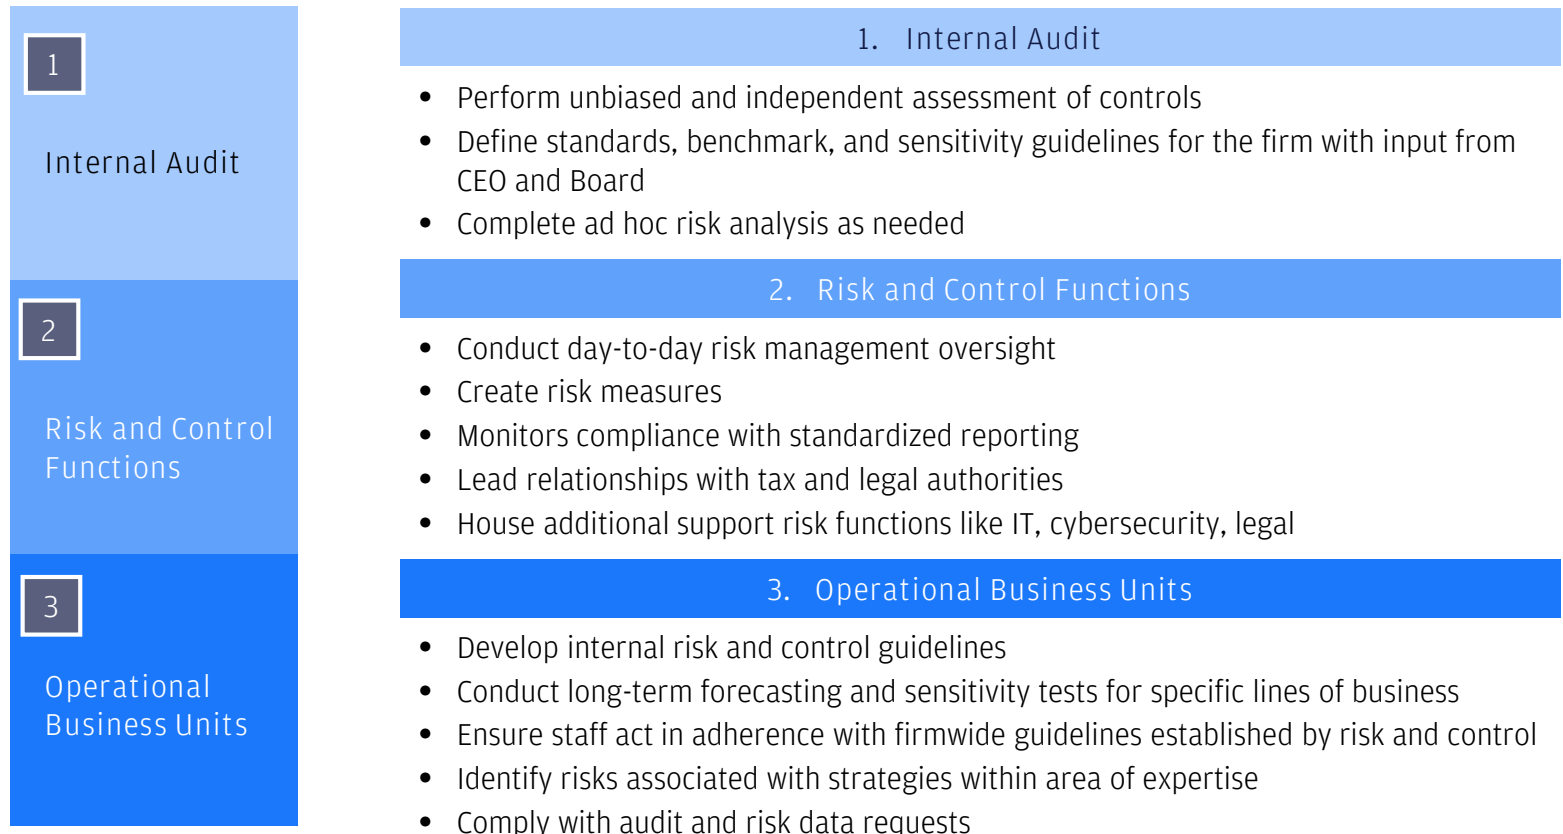 1
Internal Audit
2
Risk and Control
Functions
3
Operational
Business Units
1. Internal Audit
• Perform unbiased and independent assessment of controls
• Define standards, benchmark, and sensitivity guidelines for the firm with input from
CEO and Board
• Complete ad hoc risk analysis as needed
2. Risk and Control Functions
• Conduct day-to-day risk management oversight
• Create risk measures
• Monitors compliance with standardized reporting
• Lead relationships with tax and legal authorities
• House additional support risk functions like IT, cybersecurity, legal
3. Operational Business Units
• Develop internal risk and control guidelines
• Conduct long-term forecasting and sensitivity tests for specific lines of business
• Ensure staff act in adherence with firmwide guidelines established by risk and control
• Identify risks associated with strategies within area of expertise
• Comply with audit and risk data requests